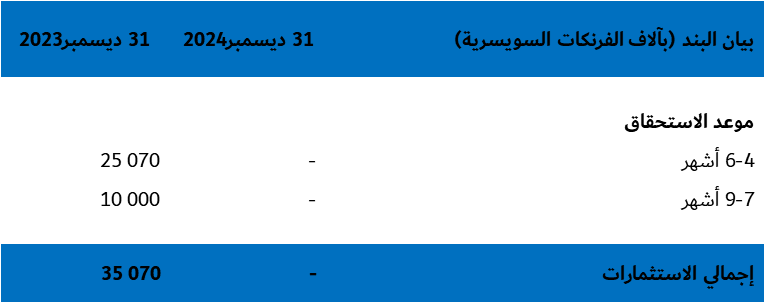 بيان البند (بآلاف الفرنكات السويسرية) 31 ديسمبر2024 31 ديسمبر2023
موعد الاستحقاق
6-4 أشهر - 25 070
9-7 أشهر - 10 000
إجمالي الاستثمارات - 35 070